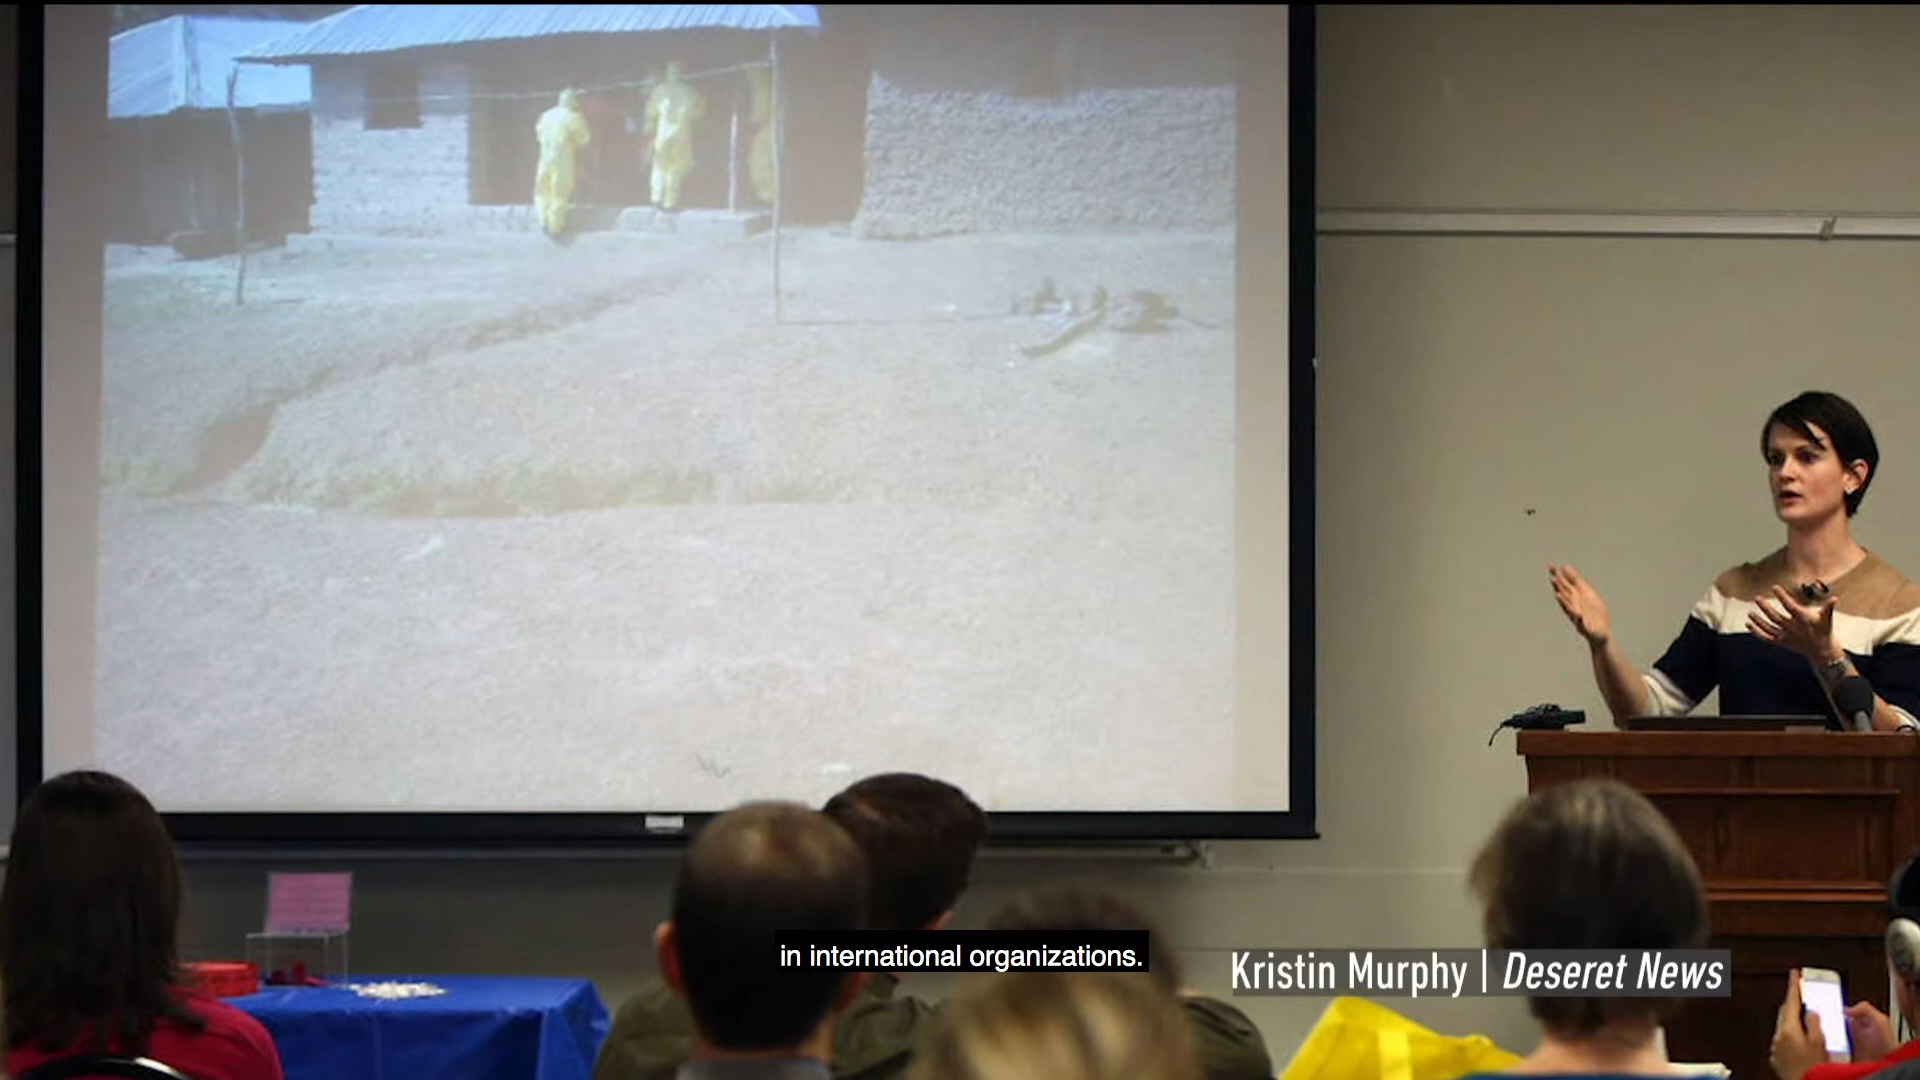 in international organizations.
Kristin Murphy | Deseret News